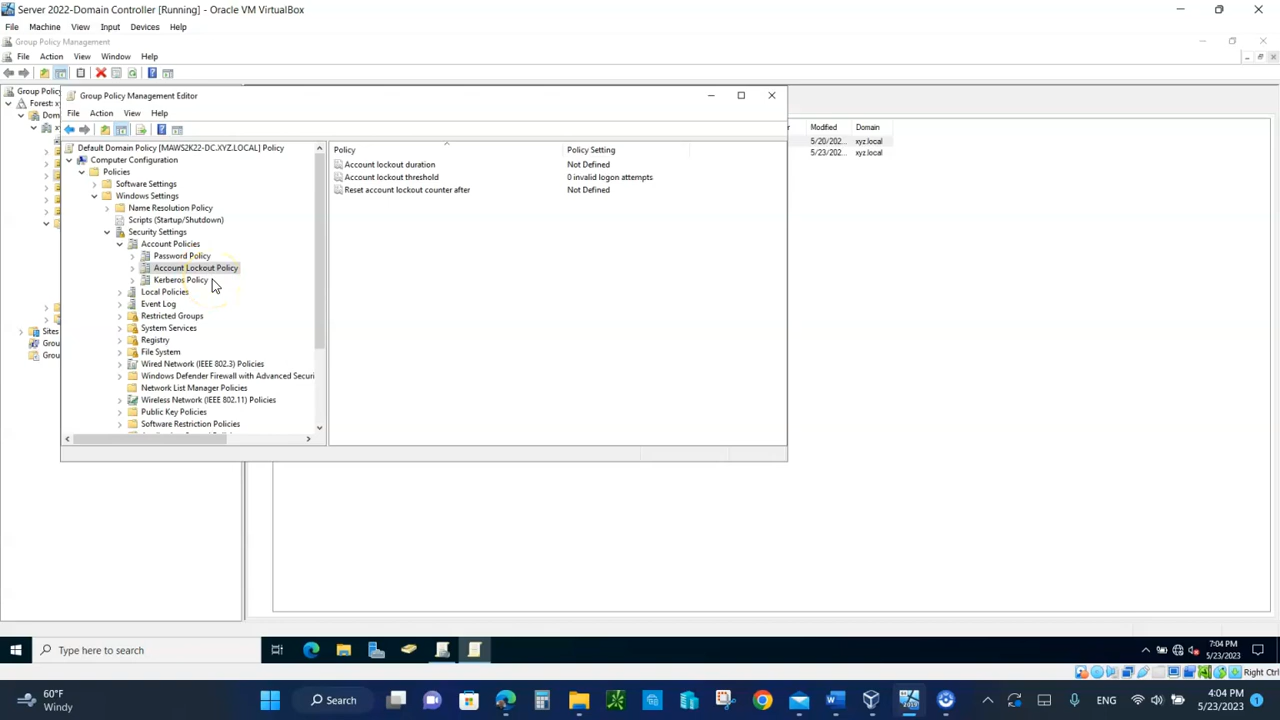 Server 2022-Domain Controller [Running] - Oracle VM VirtualBox
File Machine View Input Devices Help
Group Policy Management
File Action View Window Help
Group Policy
Forest: x
Dom
Sites
Grou
Grou
Modified Domain
5/20/202... xyz.local
5/23/202... xyz.local
Group Policy Management Editor
File Action View Help
Default Domain Policy [MAWS2K22-DC.XYZ.LOCAL] Policy
Computer Configuration
Policies
Software Settings
Windows Settings
Name Resolution Policy
Scripts (Startup/Shutdown)
Security Settings
Account Policies
Password Policy
Account Lockout Policy
Kerberos Policy
Local Policies
Event Log
Restricted Groups
System Services
Registry
File System
Wired Network (IEEE 802.3) Policies
Windows Defender Firewall with Advanced Securi
Network List Manager Policies
Wireless Network (IEEE 802.11) Policies
Public Key Policies
Software Restriction Policies
Policy Policy Setting
Account lockout duration Not Defined
Account lockout threshold 0 invalid logon attempts
Reset account lockout counter after Not Defined
Type here to search
7:04 PM
5/23/2023
Right Ctrl
60°F
Windy
Search
ENG
4:04 PM
5/23/2023